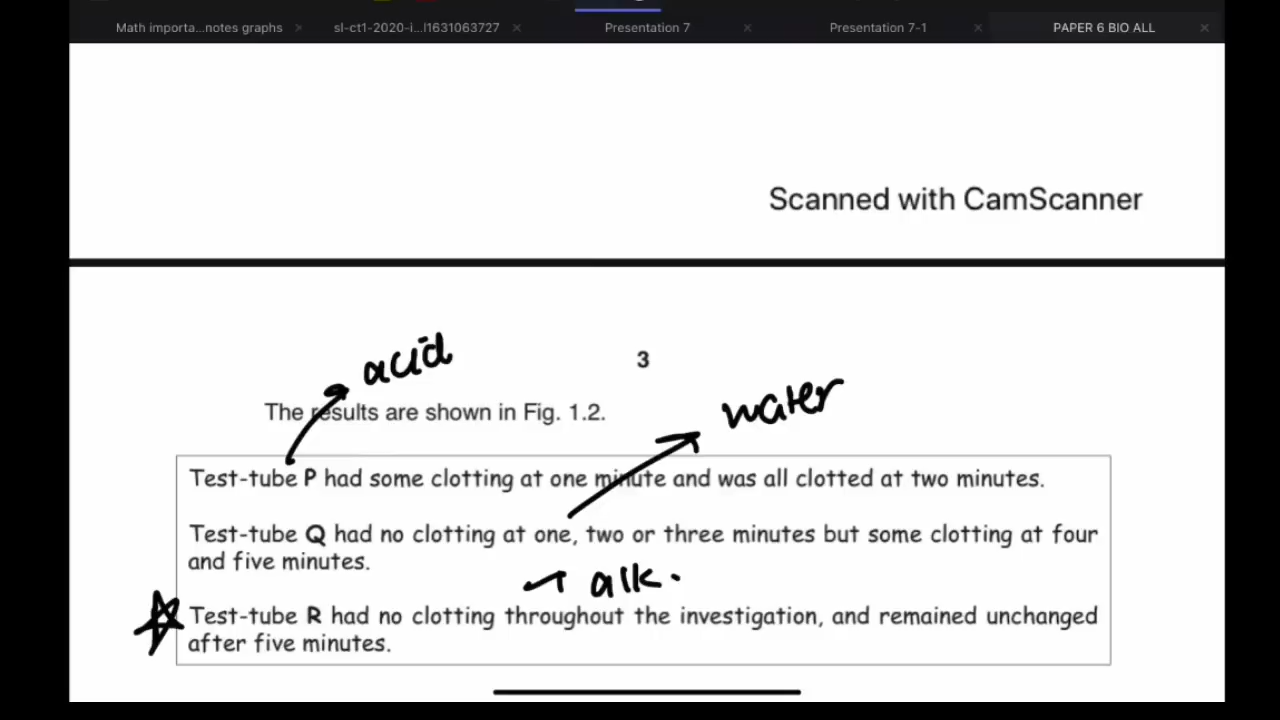 Math importa...notes graphs
sl-ct1-2020-i...l1631063727
Presentation 7
Presentation 7-1
PAPER 6 BIO ALL
Scanned with CamScanner
acid
3
water
The results are shown in Fig. 1.2.
Test-tube P had some clotting at one minute and was all clotted at two minutes.
Test-tube Q had no clotting at one, two or three minutes but some clotting at four
and five minutes.
alk.
Test-tube R had no clotting throughout the investigation, and remained unchanged
after five minutes.